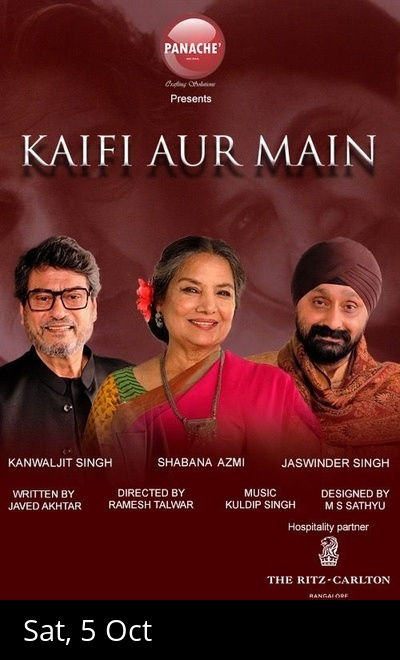 PANACHE'
Crafting Solutions
Presents
KAIFI AUR MAIN
KANWALJIT SINGH
SHABANA AZMI
JASWINDER SINGH
WRITTEN BY
JAVED AKHTAR
DIRECTED BY
RAMESH TALWAR
MUSIC
KULDIP SINGH
DESIGNED BY
M S SATHYU
Hospitality partner
THE RITZ-CARLTON
BANGALORE
Sat, 5 Oct